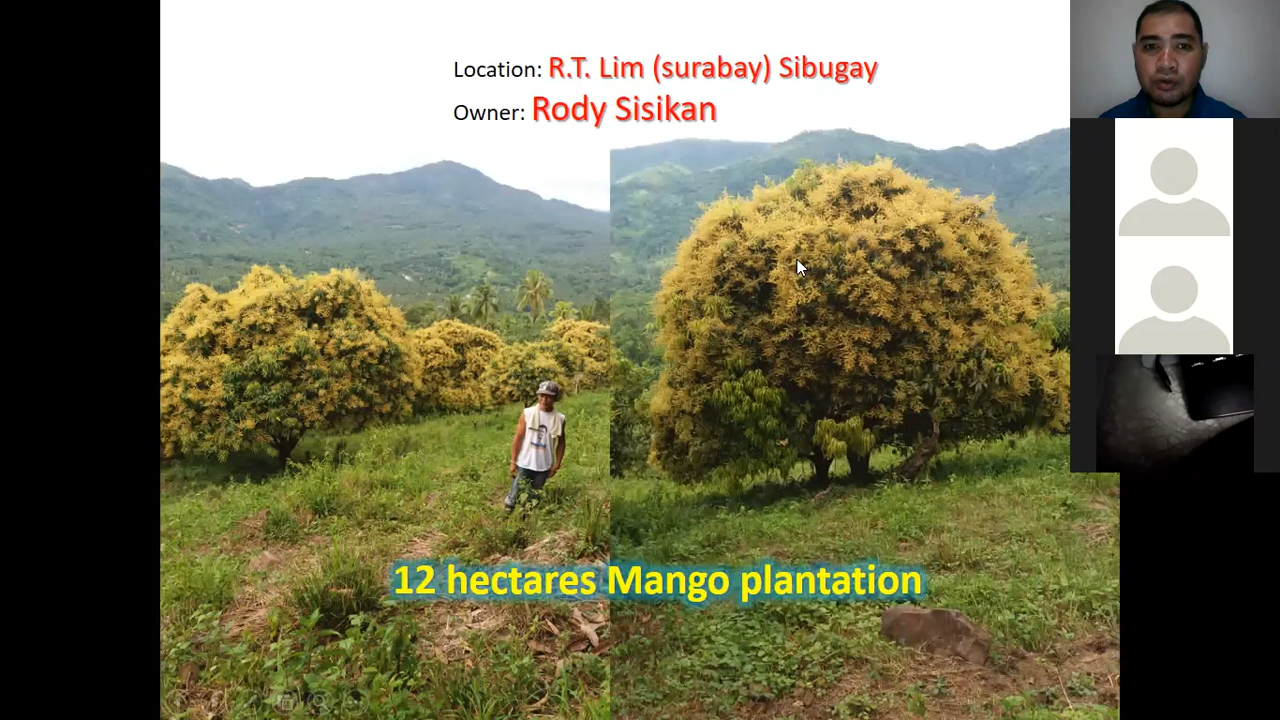 Location: R.T. Lim (surabay) Sibugay
Owner: Rody Sisikan
12 hectares Mango plantation